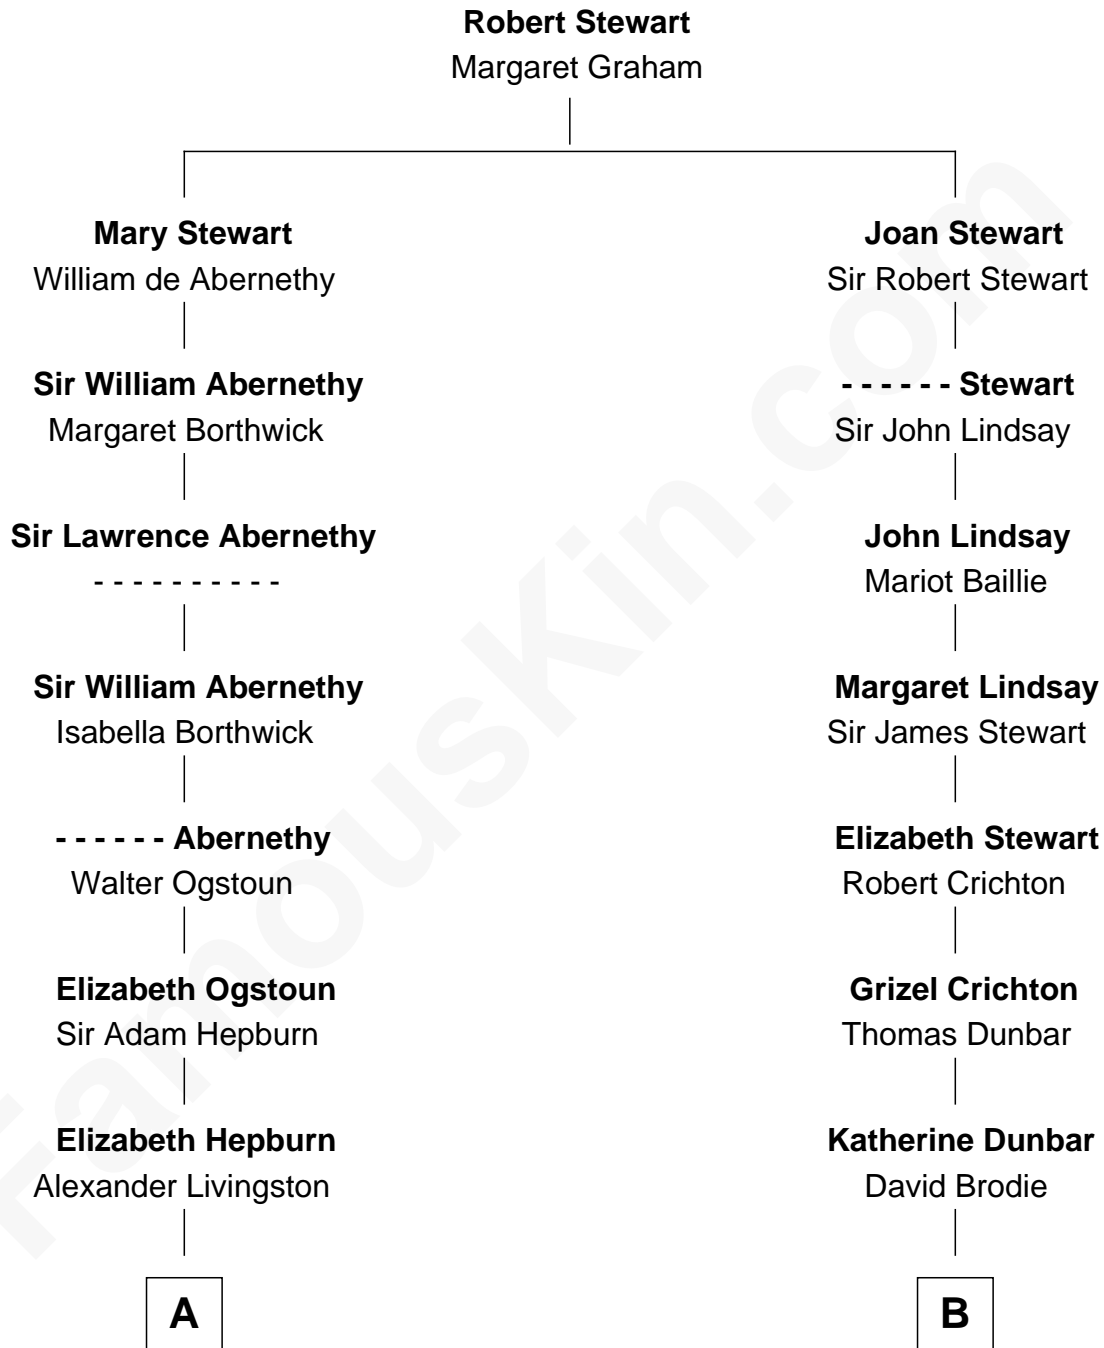 Robert Stewart
Margaret Graham
Mary Stewart
William de Abernethy
Joan Stewart
Sir Robert Stewart
Sir William Abernethy
Margaret Borthwick
- - - - - - Stewart
Sir John Lindsay
Sir Lawrence Abernethy
- - - - - - - - - -
John Lindsay
Mariot Baillie
Sir William Abernethy
Isabella Borthwick
Margaret Lindsay
Sir James Stewart
- - - - - - Abernethy
Walter Ogstoun
Elizabeth Stewart
Robert Crichton
Elizabeth Ogstoun
Sir Adam Hepburn
Grizel Crichton
Thomas Dunbar
Elizabeth Hepburn
Alexander Livingston
Katherine Dunbar
David Brodie
A
B
FamousKin.com